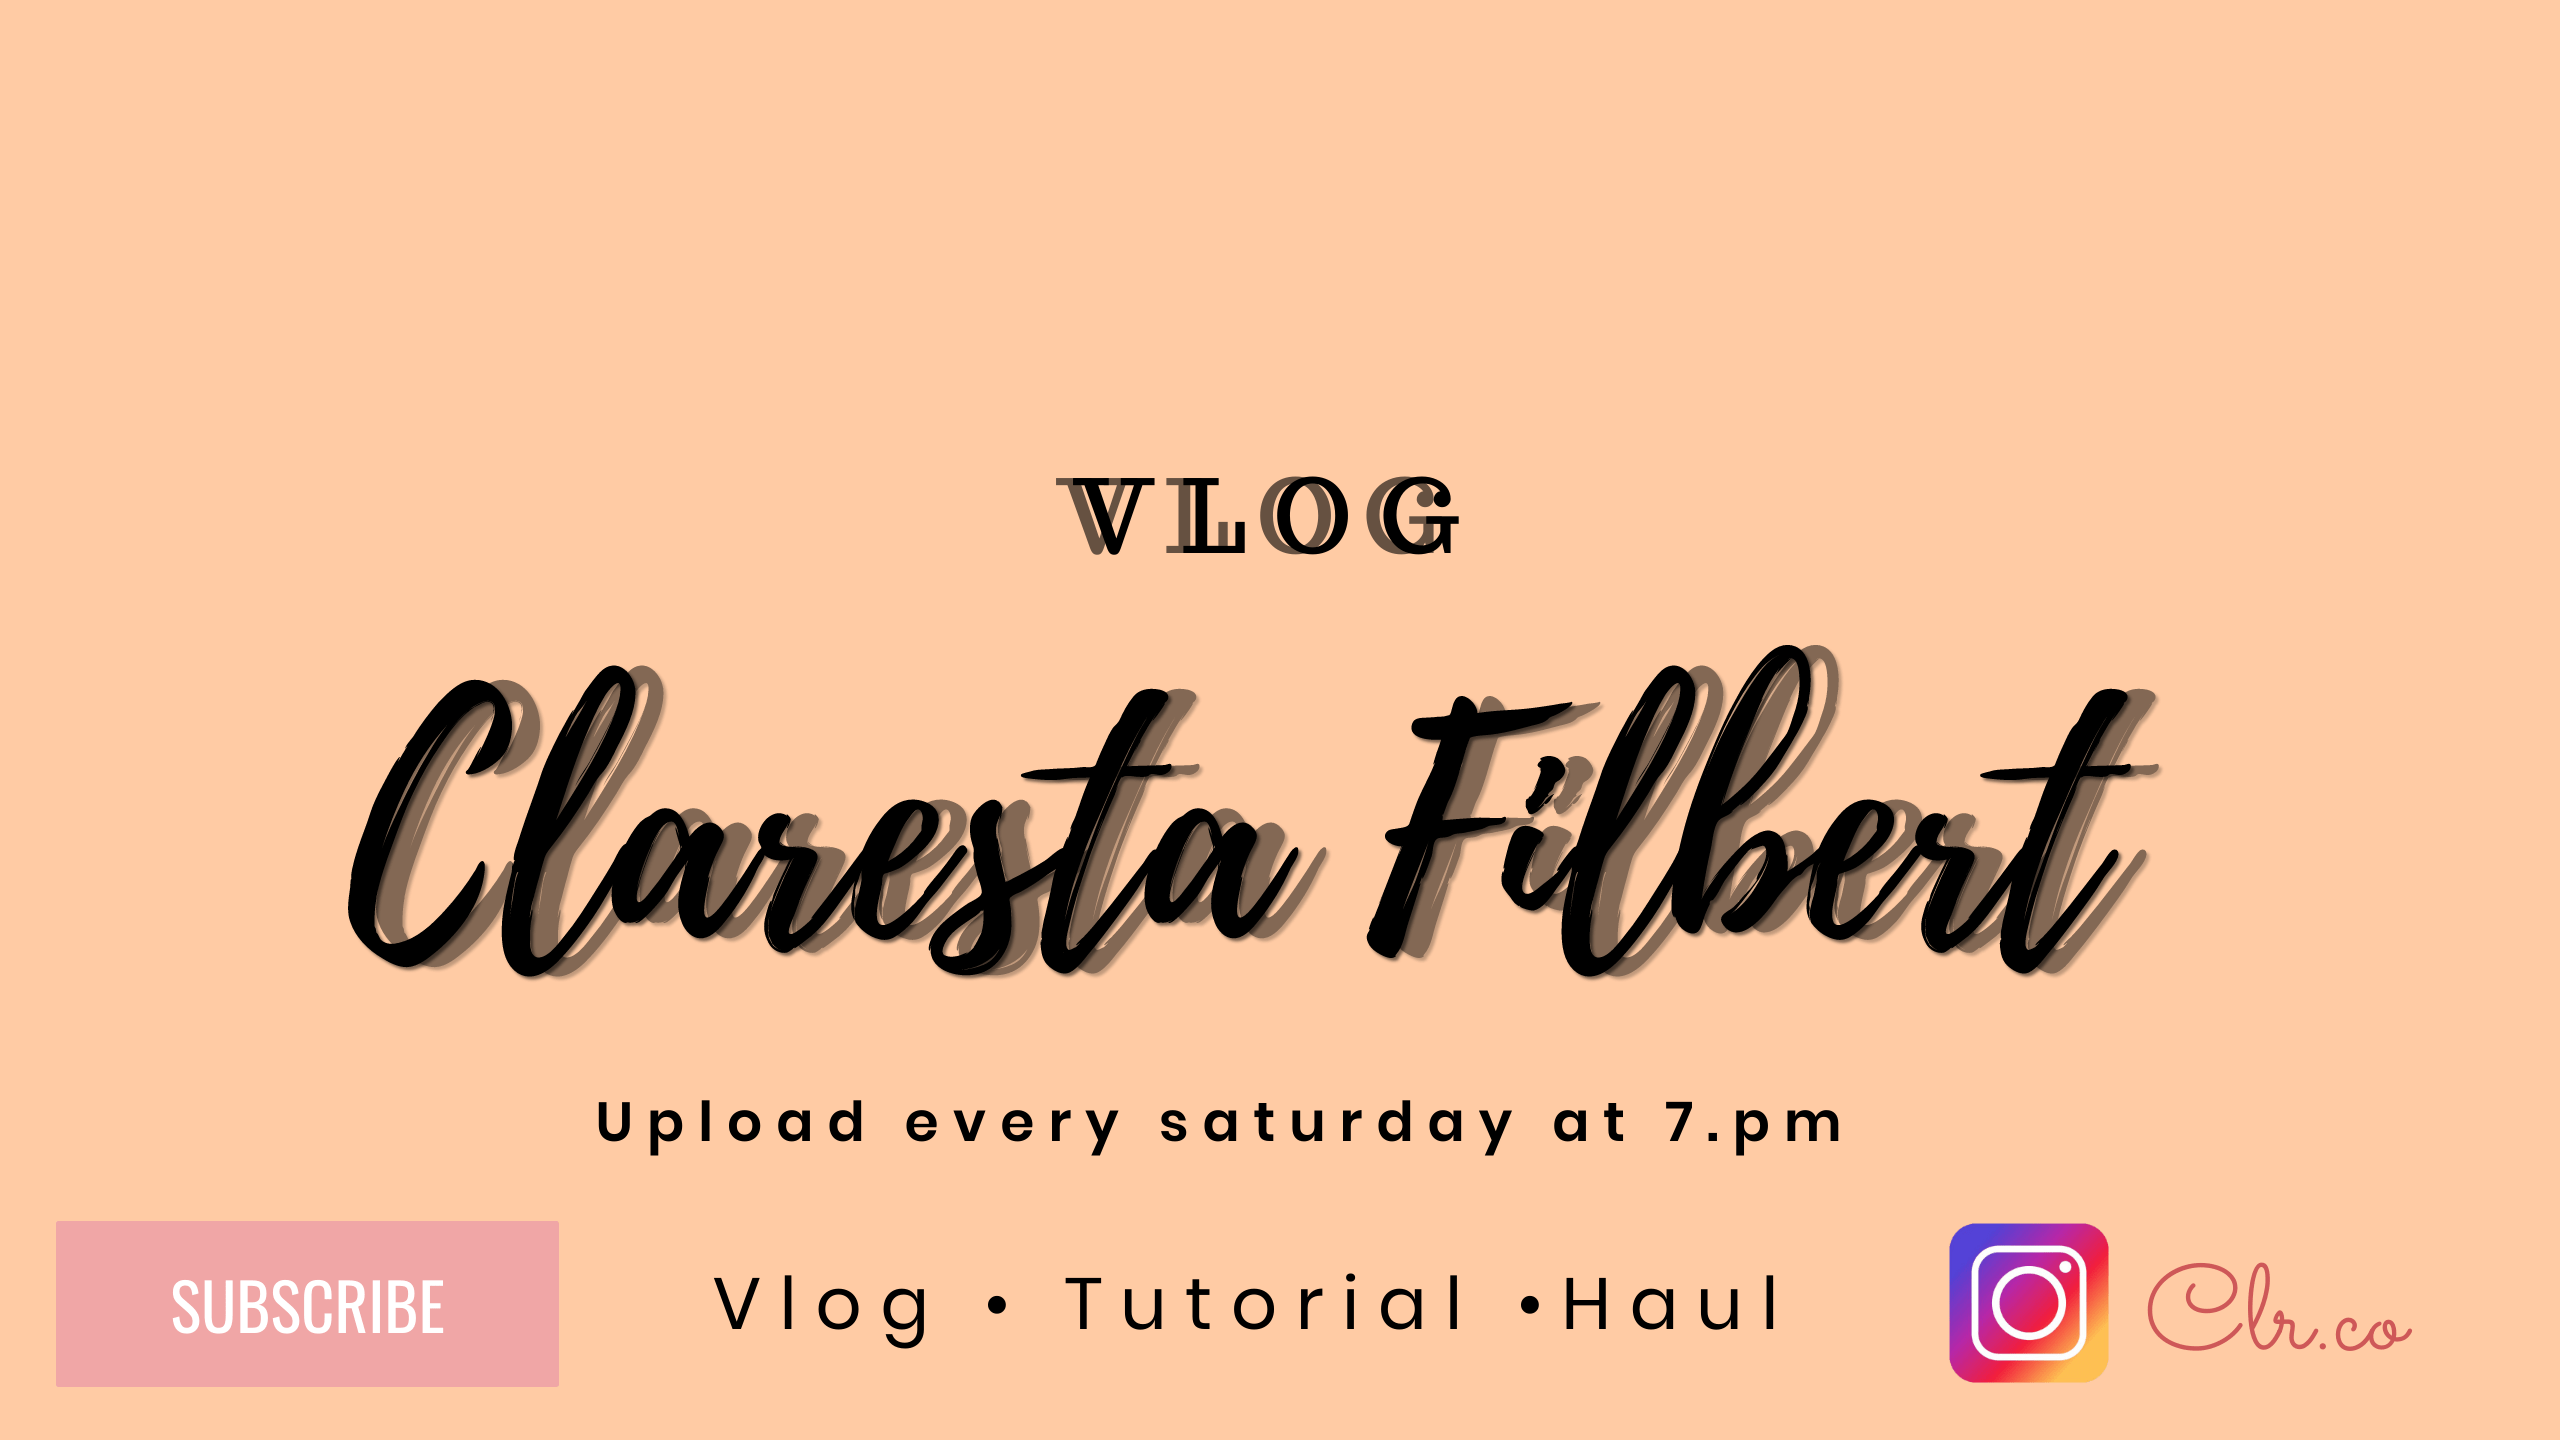 VLOG
Claresta Filbert
Upload every saturday at 7.pm
SUBSCRIBE
Vlog • Tutorial •Haul
Clr.co